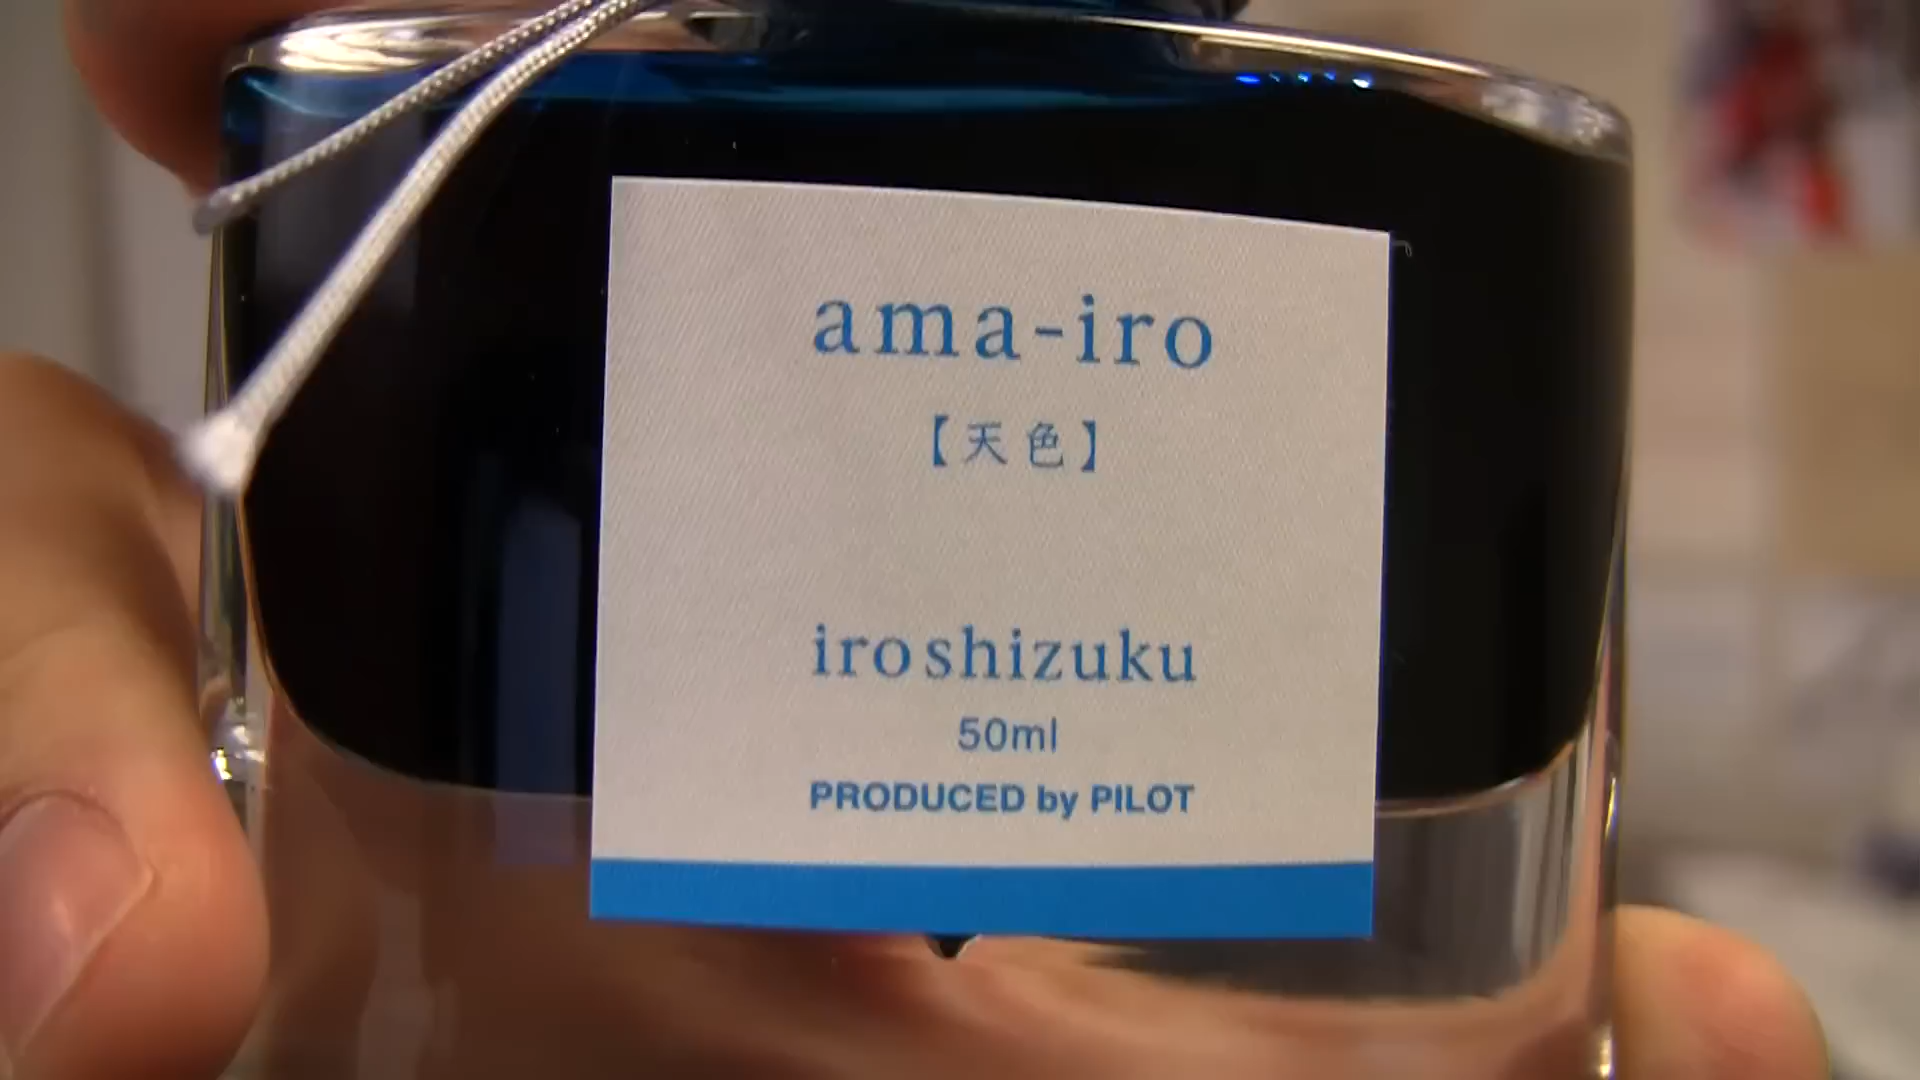 ama-iro
【天色】
iroshizuku
50ml
PRODUCED by PILOT